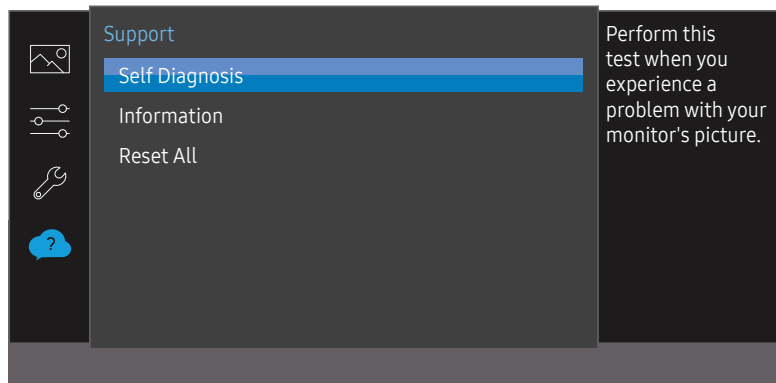 Support
Self Diagnosis
Information
Reset All
Perform this
test when you
experience a
problem with your
monitor's picture.
?